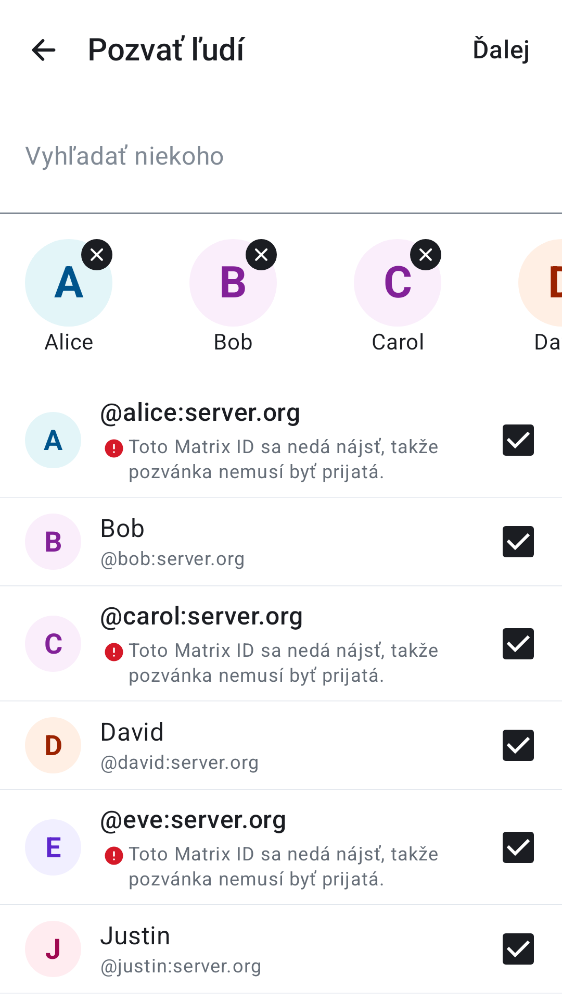 Pozvať ľudí
Ďalej
Vyhľadať niekoho
A
B
C
D
Alice
Bob
Carol
Da
A
@alice:server.org
Toto Matrix ID sa nedá nájsť, takže
pozvánka nemusí byť prijatá.
B
Bob
@bob:server.org
C
@carol:server.org
Toto Matrix ID sa nedá nájsť, takže
pozvánka nemusí byť prijatá.
D
David
@david:server.org
E
@eve:server.org
Toto Matrix ID sa nedá nájsť, takže
pozvánka nemusí byť prijatá.
J
Justin
@justin:server.org